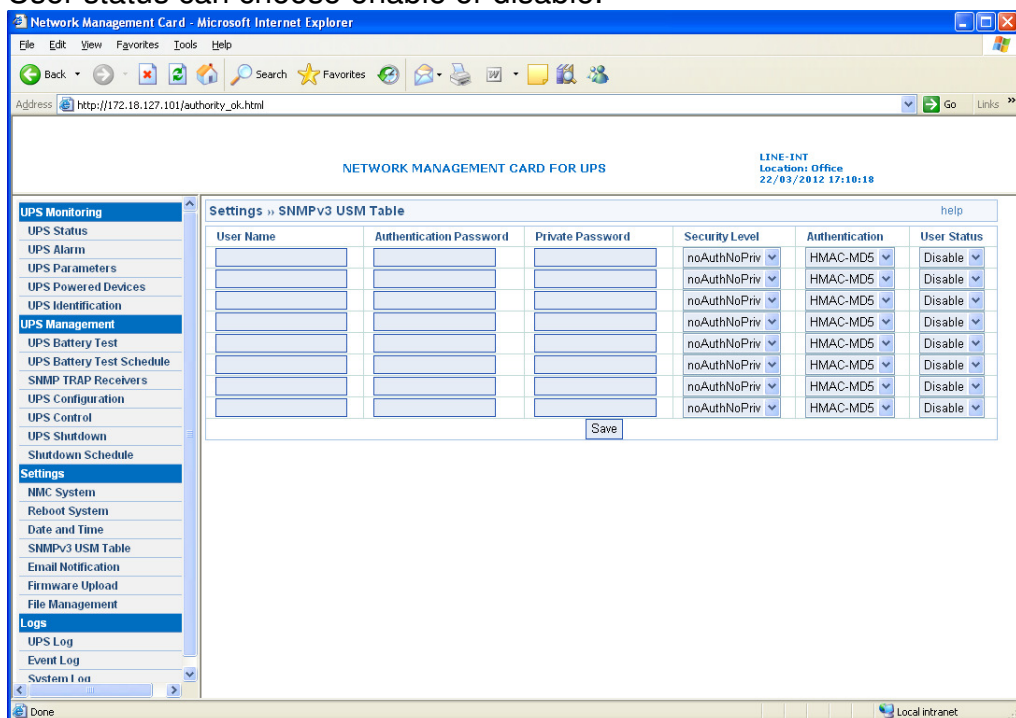 User status can choose enable or disable.
Network Management Card - Microsoft Internet Explorer
File Edit View Favorites Tools Help
Back Search Favorites
Address http://172.18.127.101/authority_ok.html Go Links »
NETWORK MANAGEMENT CARD FOR UPS
LINE-INT
Location: Office
22/03/2012 17:10:18
UPS Monitoring
UPS Status
UPS Alarm
UPS Parameters
UPS Powered Devices
UPS Identification
UPS Management
UPS Battery Test
UPS Battery Test Schedule
SNMP TRAP Receivers
UPS Configuration
UPS Control
UPS Shutdown
Shutdown Schedule
Settings
NMC System
Reboot System
Date and Time
SNMPv3 USM Table
Email Notification
Firmware Upload
File Management
Logs
UPS Log
Event Log
System Log
Settings » SNMPv3 USM Table help
User Name Authentication Password Private Password Security Level Authentication User Status
noAuthNoPriv HMAC-MD5 Disable
noAuthNoPriv HMAC-MD5 Disable
noAuthNoPriv HMAC-MD5 Disable
noAuthNoPriv HMAC-MD5 Disable
noAuthNoPriv HMAC-MD5 Disable
noAuthNoPriv HMAC-MD5 Disable
noAuthNoPriv HMAC-MD5 Disable
noAuthNoPriv HMAC-MD5 Disable
Save
Done Local intranet